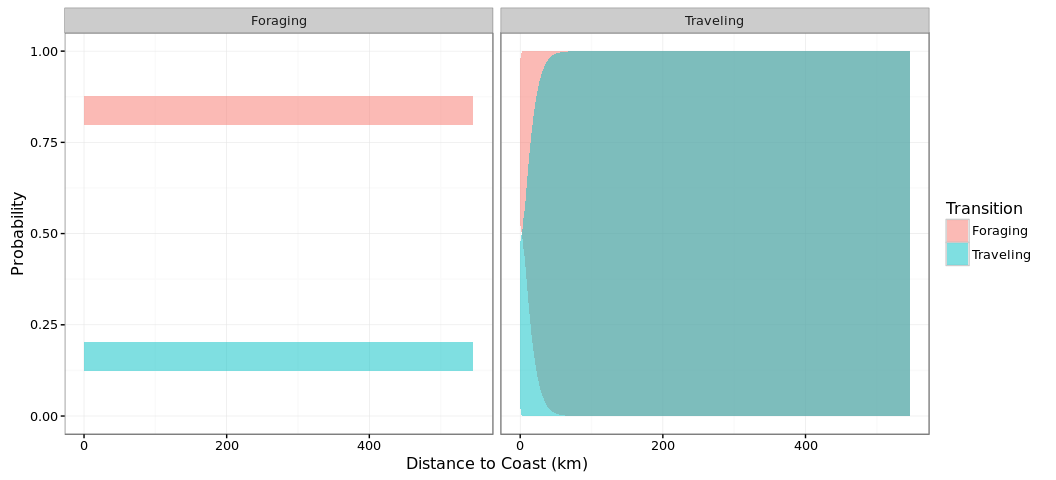 Foraging
Traveling
1.00
0.75
0.50
0.25
0.00
Probability
0
200
400
0
200
400
Distance to Coast (km)
Transition
Foraging
Traveling